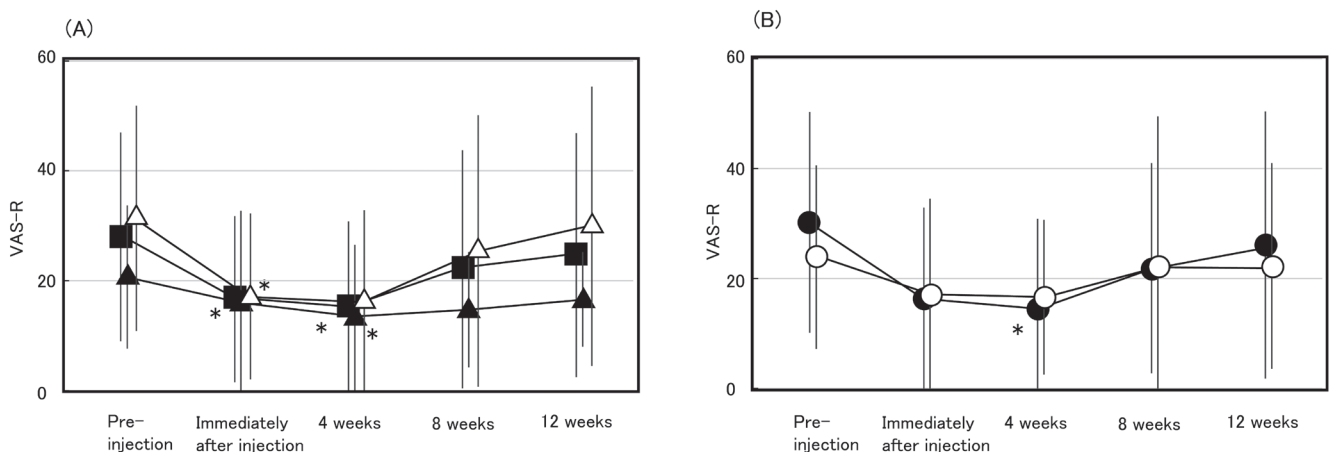 (A)
60
40
20
0
VAS-R
*
*
*
*
Pre-
injection
Immediately
after injection
4 weeks
8 weeks
12 weeks
(B)
60
40
20
0
VAS-R
*
Pre-
injection
Immediately
after injection
4 weeks
8 weeks
12 weeks